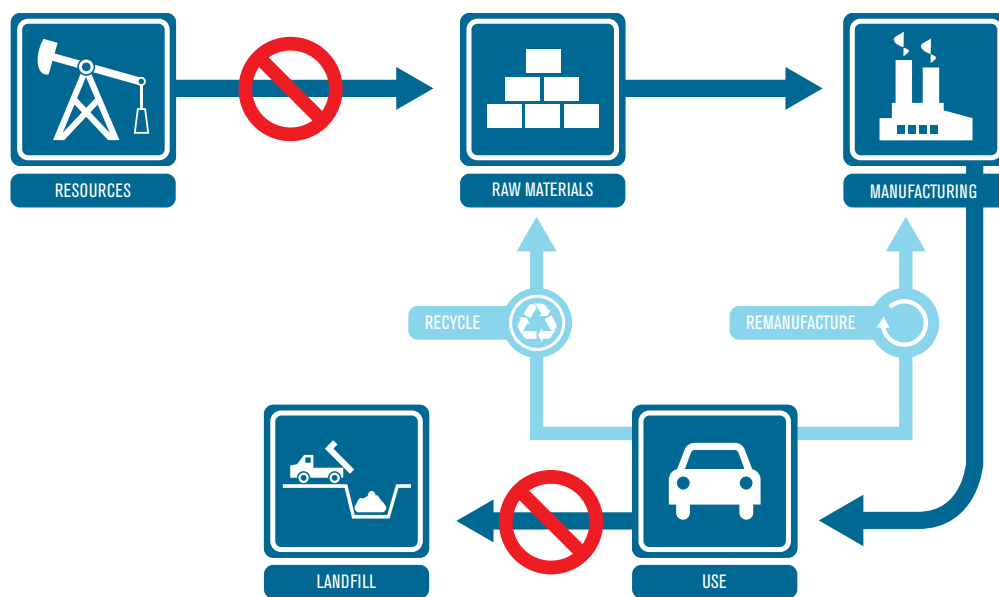 RESOURCES
RAW MATERIALS
MANUFACTURING
RECYCLE
REMANUFACTURE
LANDFILL
USE